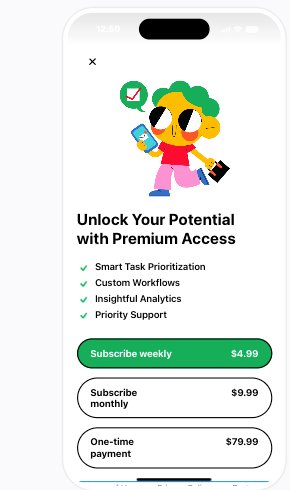 12:50
Unlock Your Potential
with Premium Access
Smart Task Prioritization
Custom Workflows
Insightful Analytics
Priority Support
Subscribe weekly $4.99
Subscribe $9.99
monthly
One-time $79.99
payment